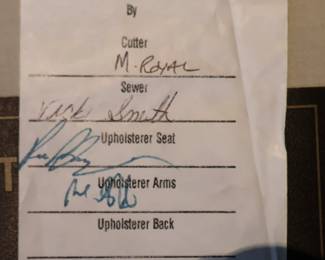 By
Cutter
M. ROYAL
Sewer
Smith
Upholsterer Seat
Upholsterer Arms
Upholsterer Back